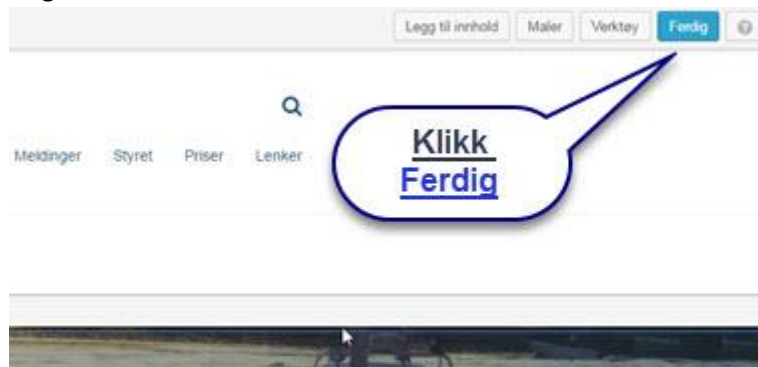 Legg til innhold Maler Verktøy Ferdig
Meldinger Styret Priser Lenker
Klikk
Ferdig